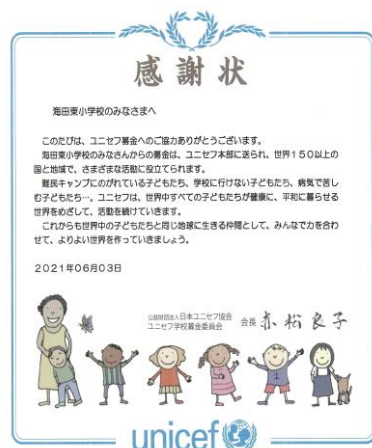 感謝状
海田東小学校のみなさまへ
このたびは、ユニセフ募金へのご協力ありがとうございます。
海田東小学校のみなさんからの募金は、ユニセフ本部に送られ、世界150以上の
国と地域で、さまざまな活動に役立てられます。
難民キャンプにのがれている子どもたち、学校に行けない子どもたち、病気で苦し
む子どもたち…。ユニセフは、世界中すべての子どもたちが健康に、平和に暮らせる
世界をめざして、活動を続けていきます。
これからも世界中の子どもたちと同じ地球に生きる仲間として、みんなで力を合わ
せて、よりよい世界を作っていきましょう。
2021年06月03日
公益財団法人日本ユニセフ協会
ユニセフ学校募金委員会
会長 赤松良子
unicef